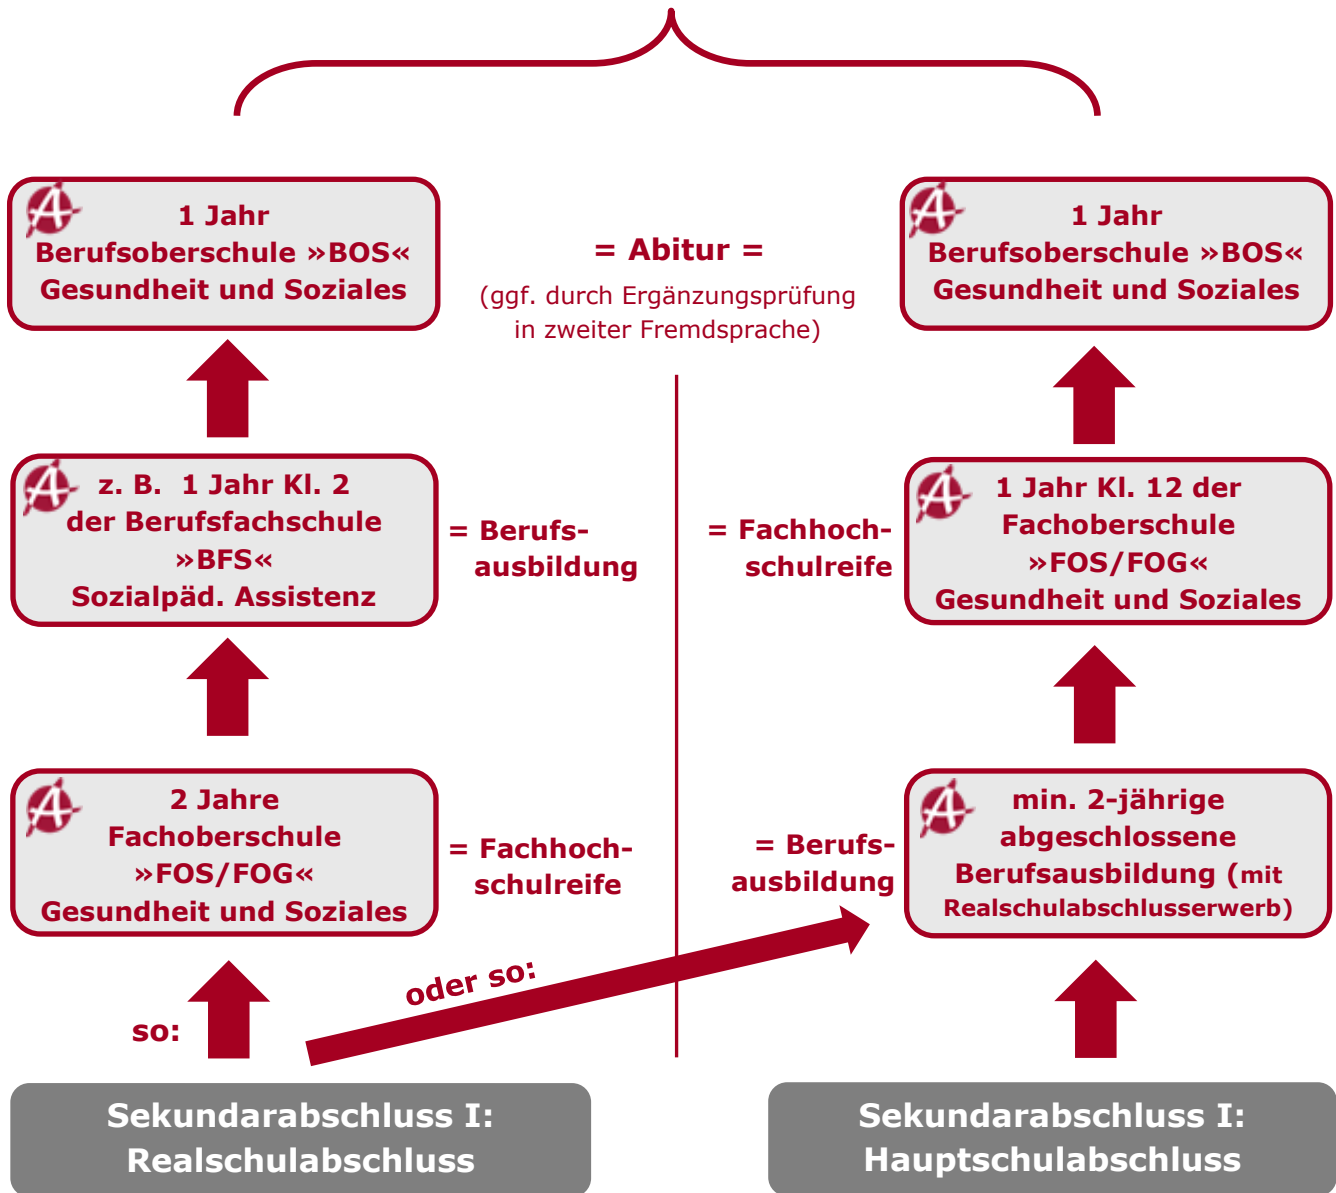 1 Jahr
Berufsoberschule »BOS«
Gesundheit und Soziales
= Abitur =
(ggf. durch Ergänzungsprüfung
in zweiter Fremdsprache)
1 Jahr
Berufsoberschule »BOS«
Gesundheit und Soziales
z. B. 1 Jahr Kl. 2
der Berufsfachschule
»BFS«
Sozialpäd. Assistenz
= Berufs-
ausbildung
= Fachhoch-
schulreife
1 Jahr Kl. 12 der
Fachoberschule
»FOS/FOG«
Gesundheit und Soziales
2 Jahre
Fachoberschule
»FOS/FOG«
Gesundheit und Soziales
= Fachhoch-
schulreife
= Berufs-
ausbildung
min. 2-jährige
abgeschlossene
Berufsausbildung (mit
Realschulabschlusserwerb)
so:
oder so:
Sekundarabschluss I:
Realschulabschluss
Sekundarabschluss I:
Hauptschulabschluss